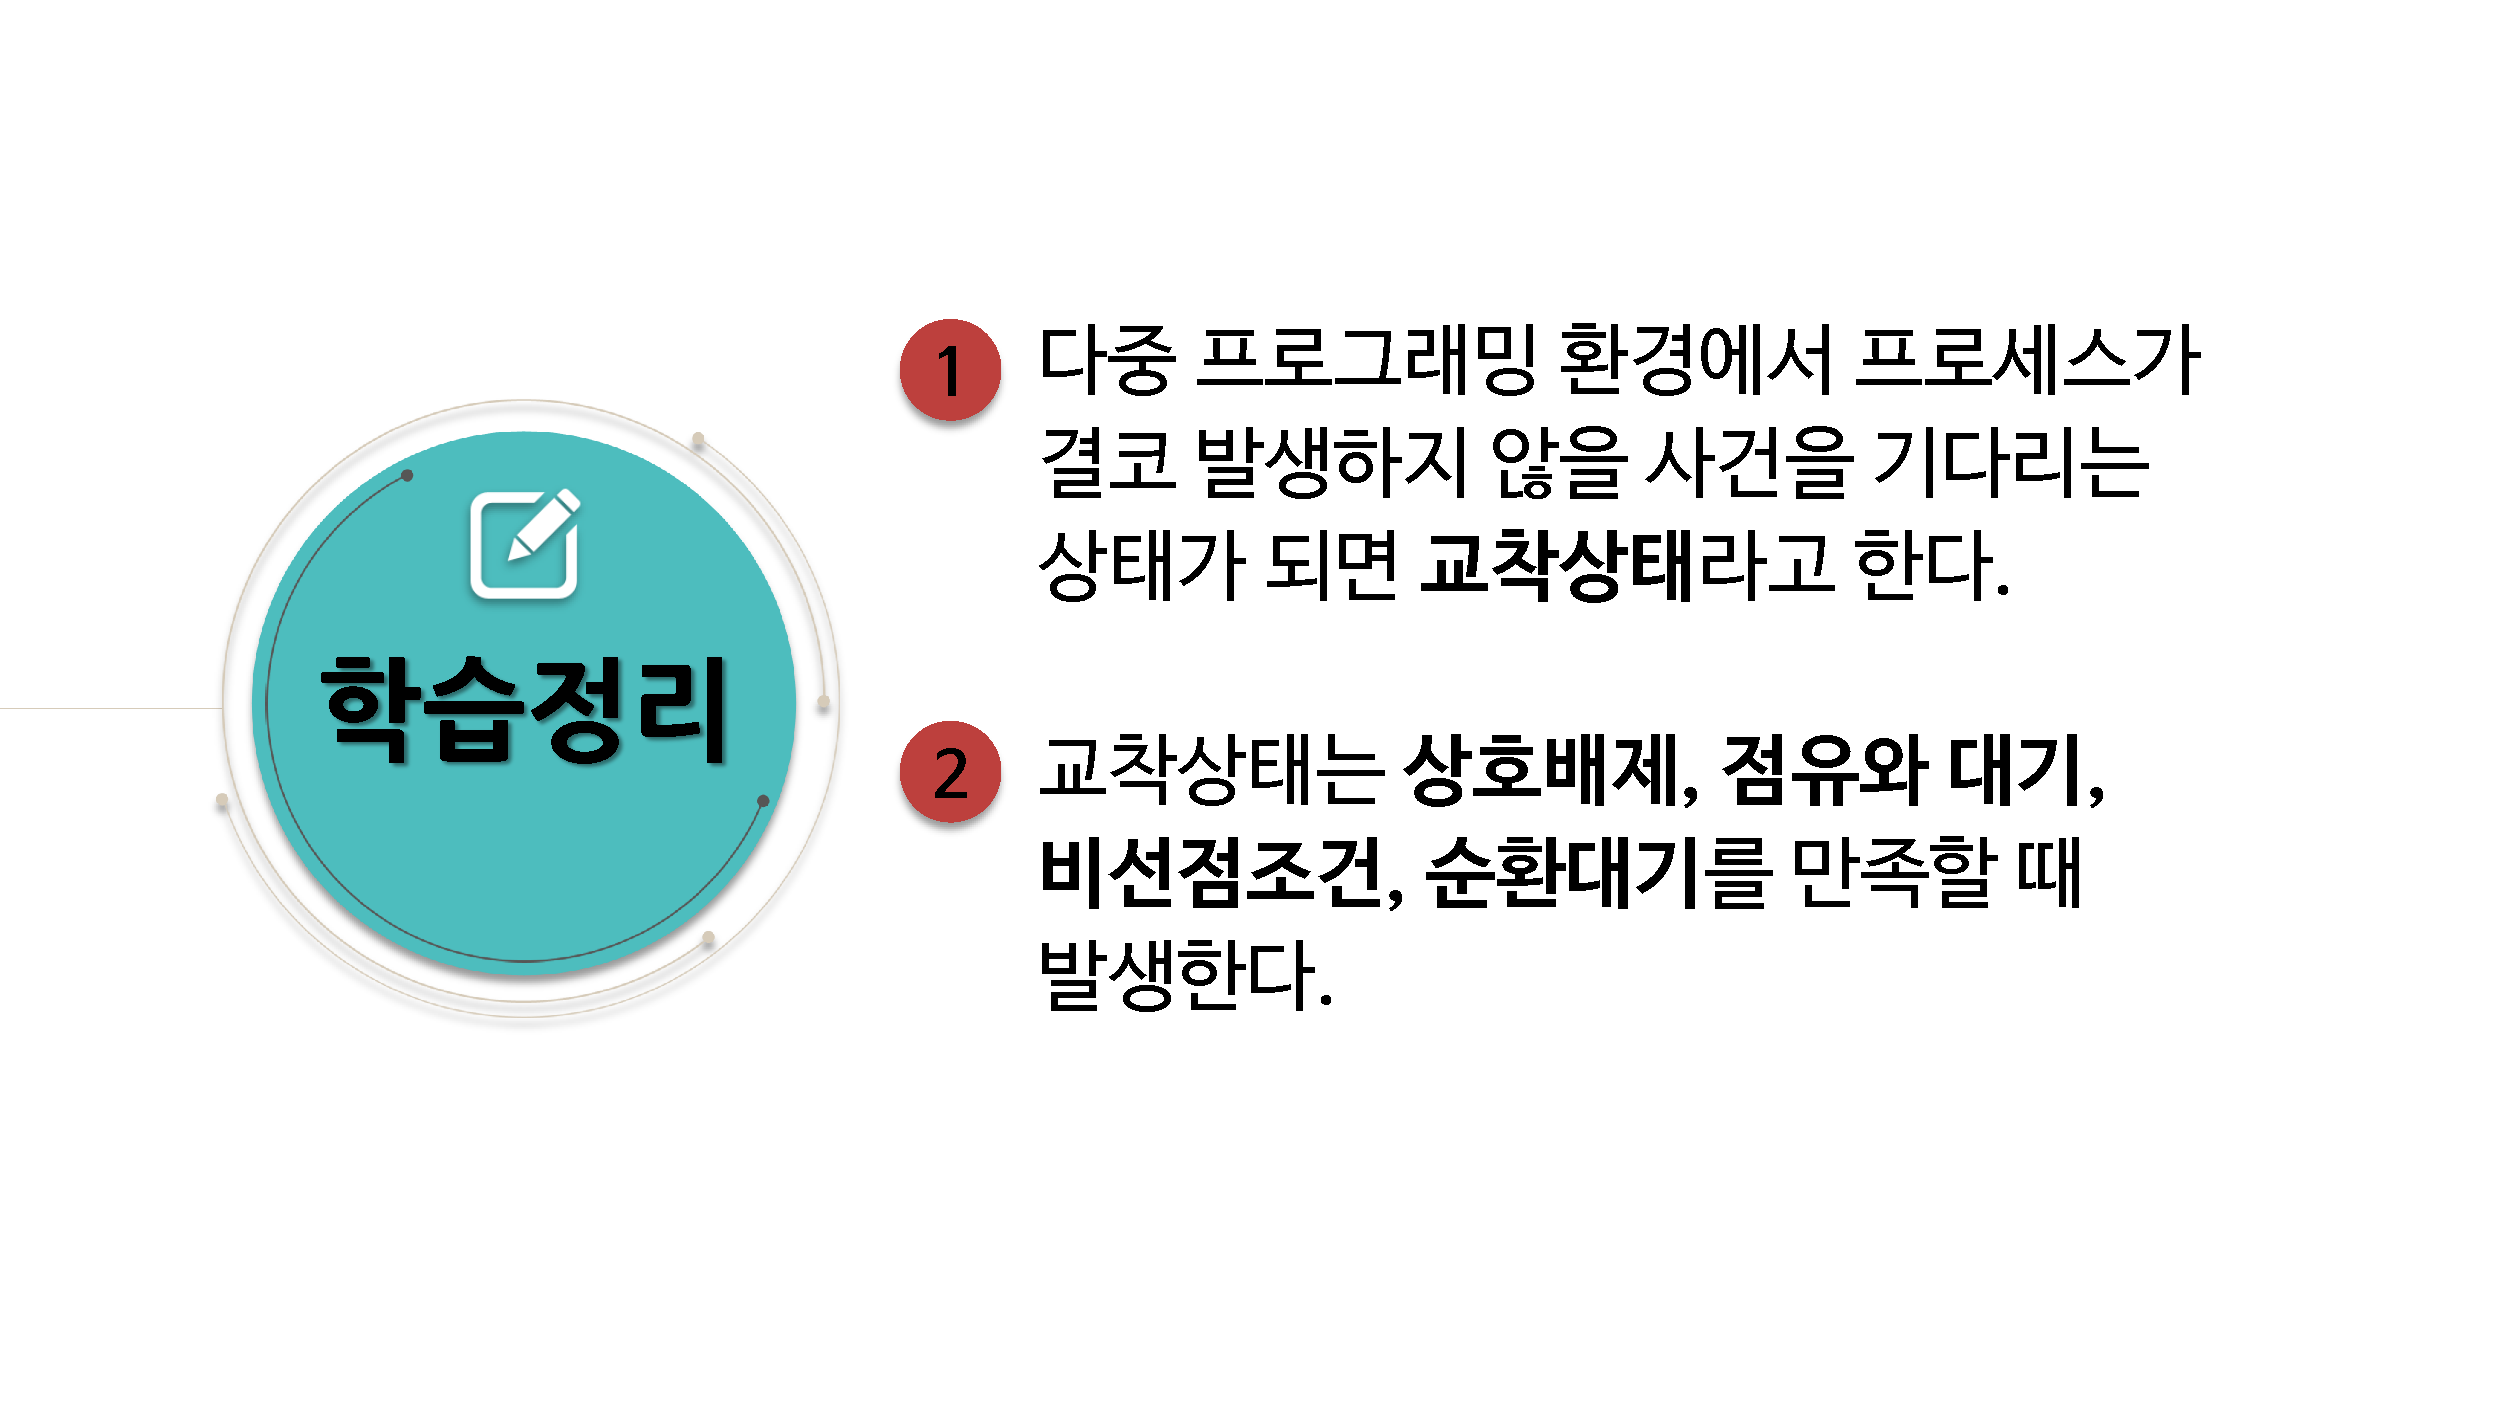 학습정리
1
다중 프로그래밍 환경에서 프로세스가
결코 발생하지 않을 사건을 기다리는
상태가 되면 교착상태라고 한다.
2
교착상태는 상호배제, 점유와 대기,
비선점조건, 순환대기를 만족할 때
발생한다.